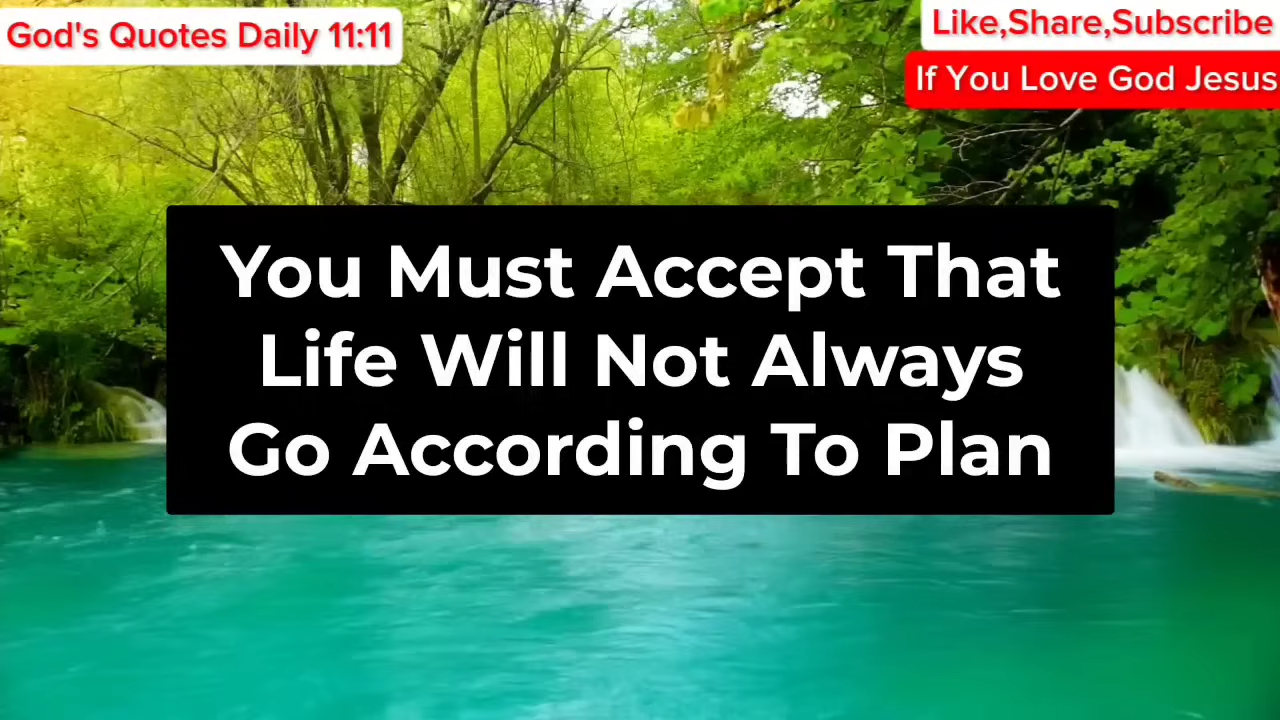 God's Quotes Daily 11:11
Like,Share,Subscribe
If You Love God Jesus
You Must Accept That
Life Will Not Always
Go According To Plan